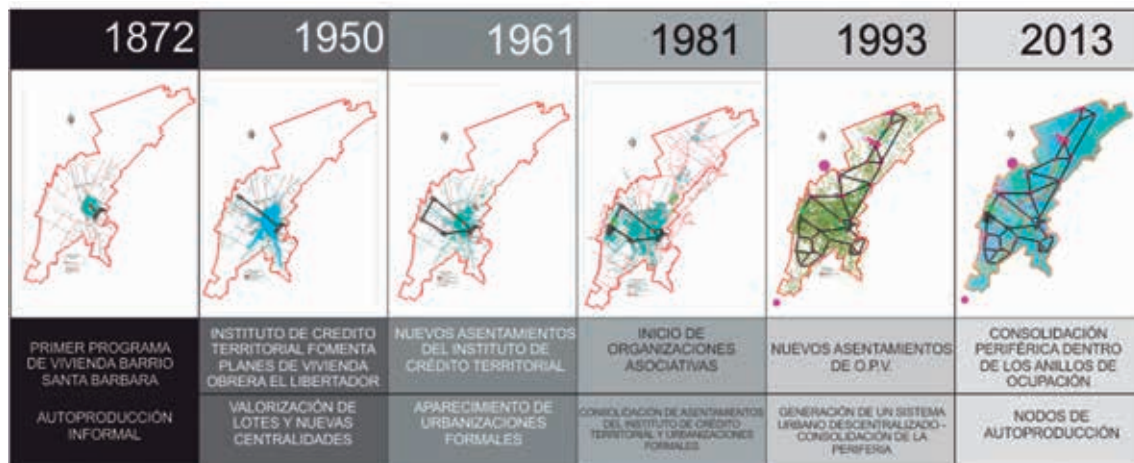 1872
1950
1961
1981
1993
2013
PRIMER PROGRAMA
DE VIVIENDA BARRIO
SANTA BARBARA
INSTITUTO DE CREDITO
TERRITORIAL FOMENTA
PLANES DE VIVIENDA
OBRERA EL LIBERTADOR
NUEVOS ASENTAMIENTOS
DEL INSTITUTO DE
CRÉDITO TERRITORIAL
INICIO DE
ORGANIZACIONES
ASOCIATIVAS
NUEVOS ASENTAMIENTOS
DE O.P.V.
CONSOLIDACIÓN
PERIFÉRICA DENTRO
DE LOS ANILLOS DE
OCUPACIÓN
AUTOPRODUCCIÓN
INFORMAL
VALORIZACIÓN DE
LOTES Y NUEVAS
CENTRALIDADES
APARECIMIENTO DE
URBANIZACIONES
FORMALES
CONSOLIDACIÓN DE ASENTAMIENTOS
DEL INSTITUTO DE CRÉDITO
TERRITORIAL Y URBANIZACIONES
FORMALES
GENERACIÓN DE UN SISTEMA
URBANO DESCENTRALIZADO -
CONSOLIDACIÓN DE LA
PERIFERIA
NODOS DE
AUTOPRODUCCIÓN